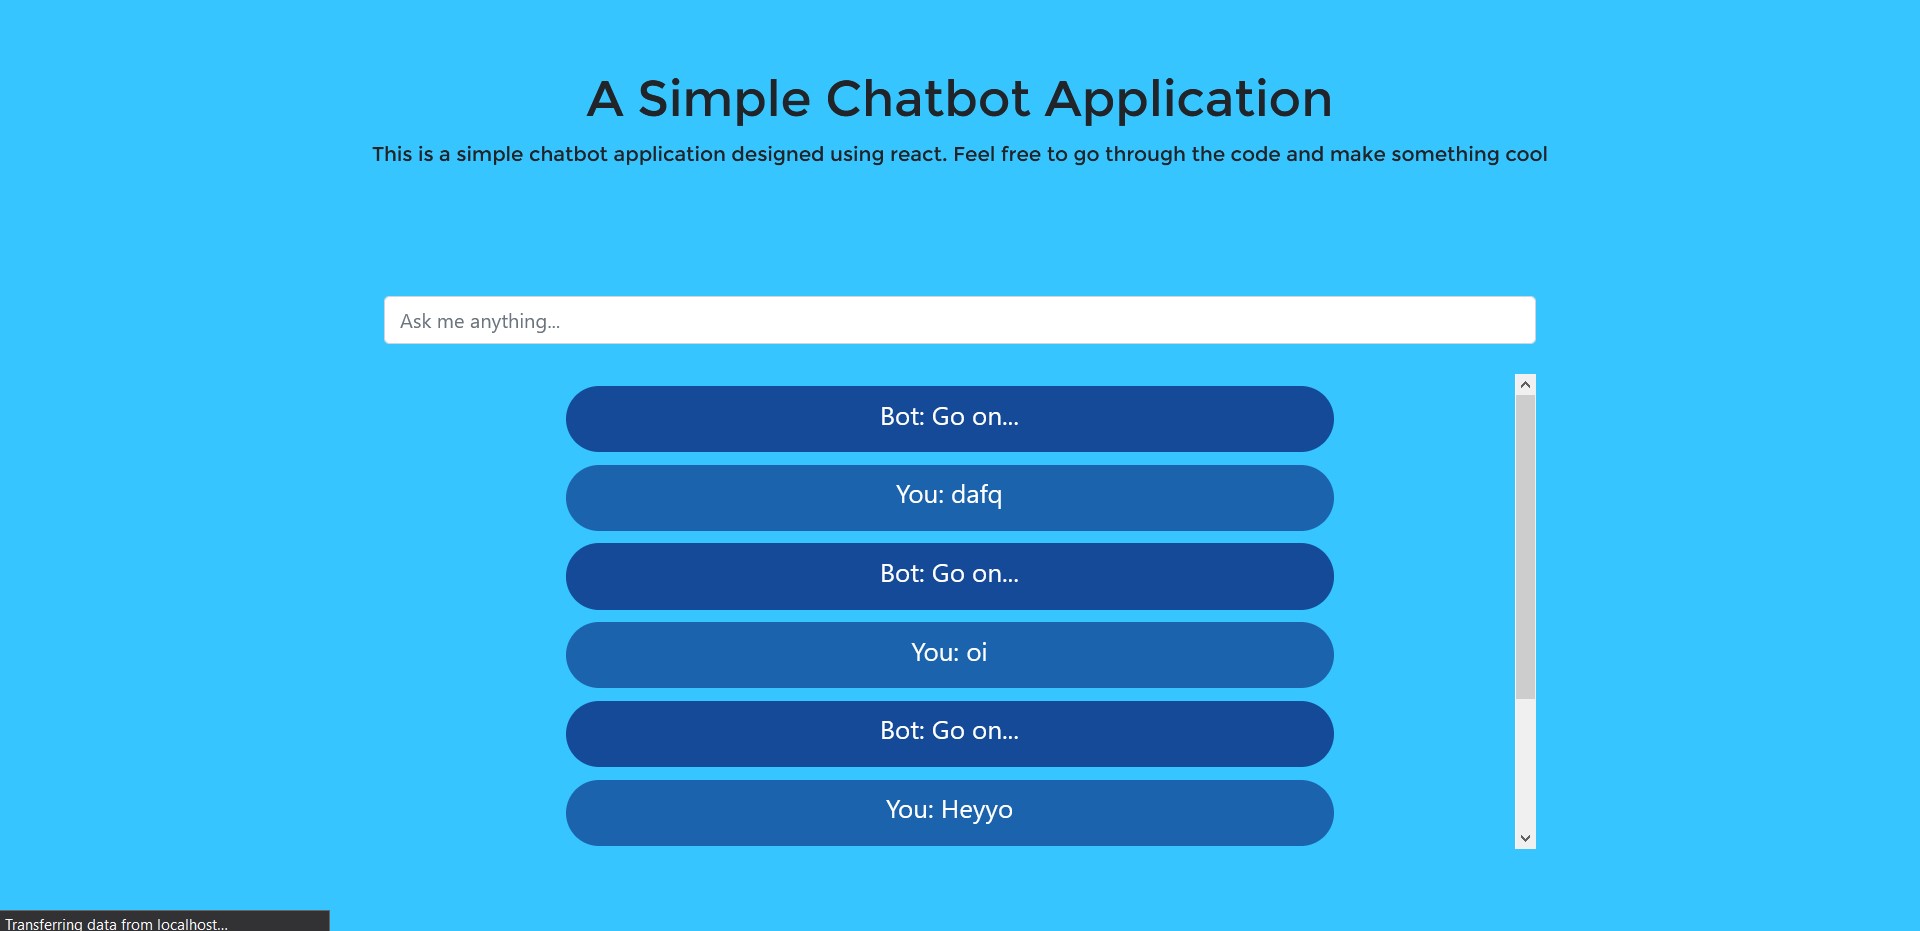 A Simple Chatbot Application
This is a simple chatbot application designed using react. Feel free to go through the code and make something cool
Ask me anything...
Bot: Go on...
You: dafq
Bot: Go on...
You: oi
Bot: Go on...
You: Heyyo
Transferring data from localhost...